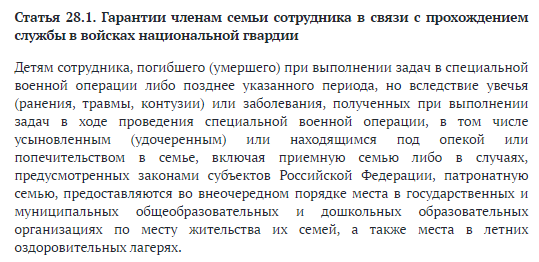 Статья 28.1. Гарантии членам семьи сотрудника в связи с прохождением
службы в войсках национальной гвардии
Детям сотрудника, погибшего (умершего) при выполнении задач в специальной
военной операции либо позднее указанного периода, но вследствие увечья
(ранения, травмы, контузии) или заболевания, полученных при выполнении
задач в ходе проведения специальной военной операции, в том числе
усыновленным (удочеренным) или находящимся под опекой или
попечительством в семье, включая приемную семью либо в случаях,
предусмотренных законами субъектов Российской Федерации, патронатную
семью, предоставляются во внеочередном порядке места в государственных и
муниципальных общеобразовательных и дошкольных образовательных
организациях по месту жительства их семей, а также места в летних
оздоровительных лагерях.